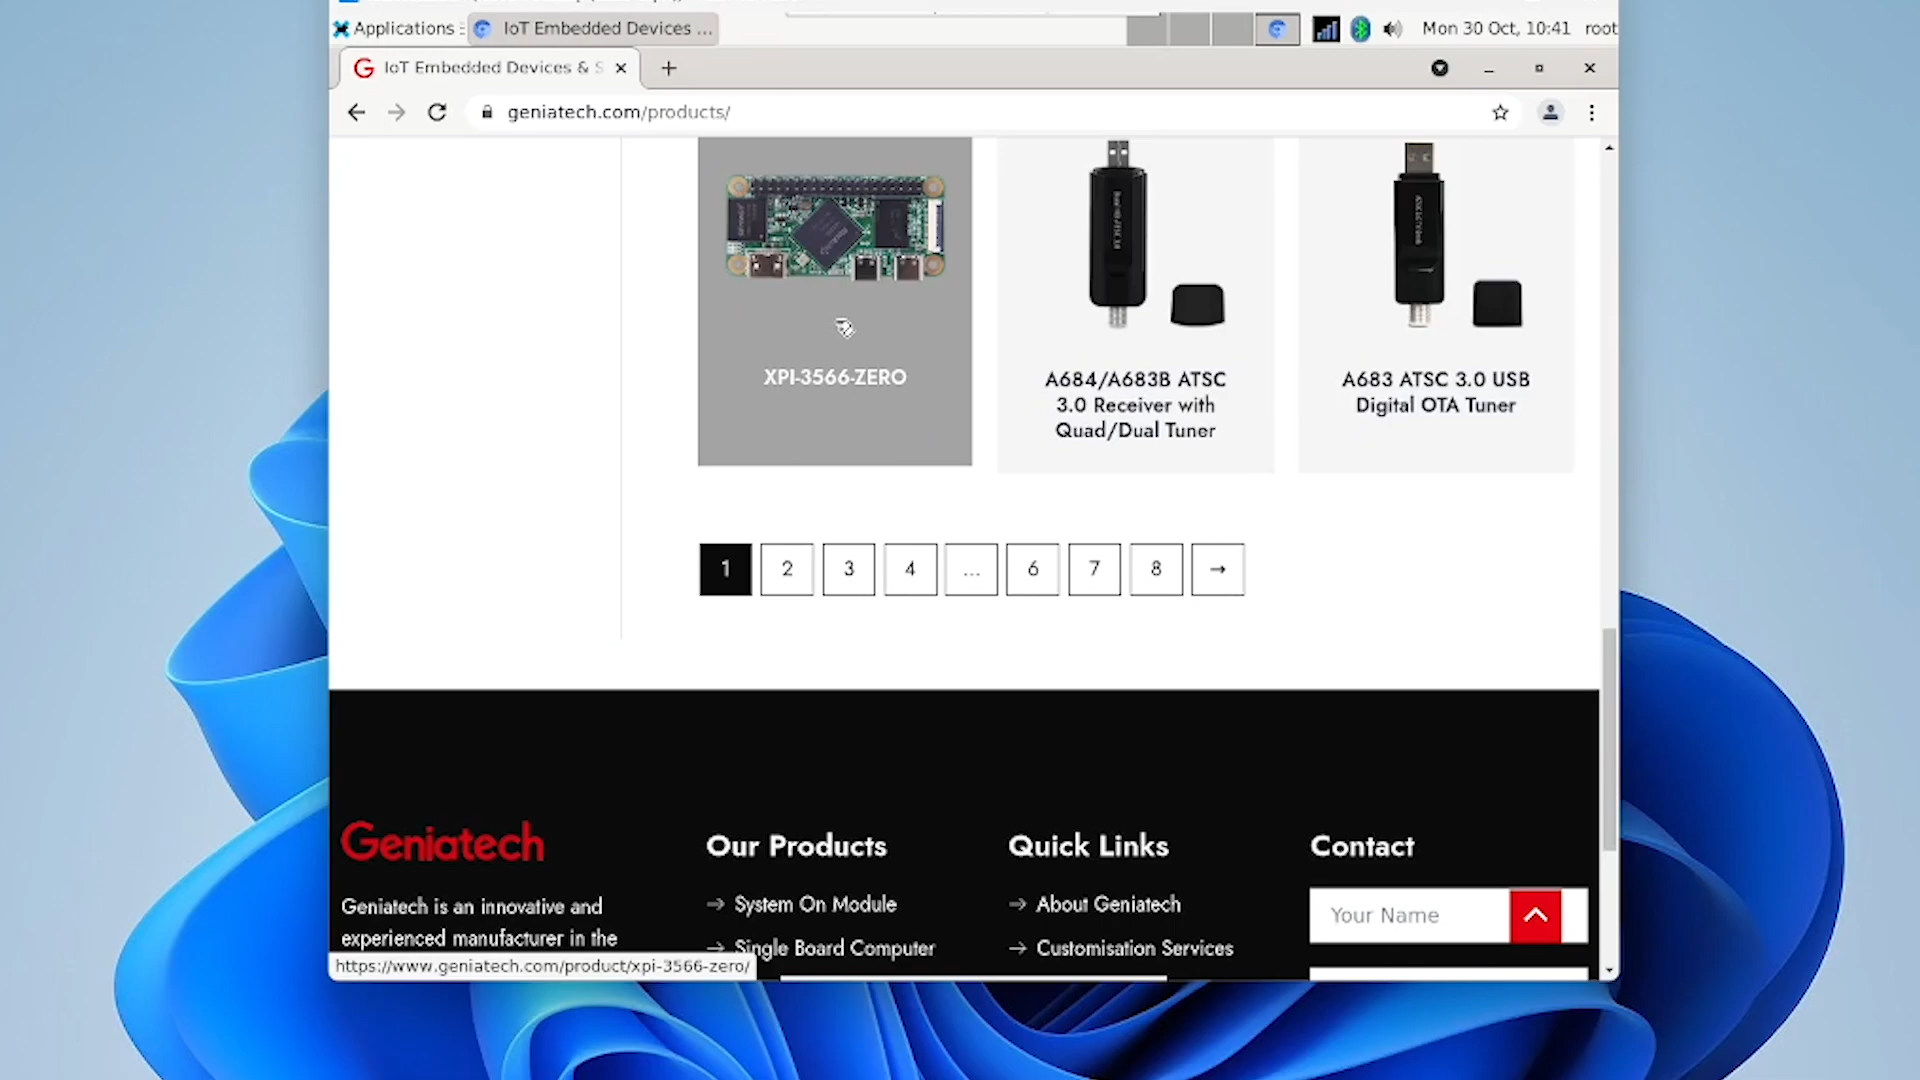 Applications
IoT Embedded Devices ...
Mon 30 Oct, 10:41
root
IoT Embedded Devices & S
geniatech.com/products/
XPI-3566-ZERO
A684/A683B ATSC
3.0 Receiver with
Quad/Dual Tuner
A683 ATSC 3.0 USB
Digital OTA Tuner
1 2 3 4 ... 6 7 8 →
Geniatech
Geniatech is an innovative and
experienced manufacturer in the
Our Products
→ System On Module
→ Single Board Computer
Quick Links
→ About Geniatech
→ Customisation Services
Contact
Your Name
https://www.geniatech.com/product/xpi-3566-zero/